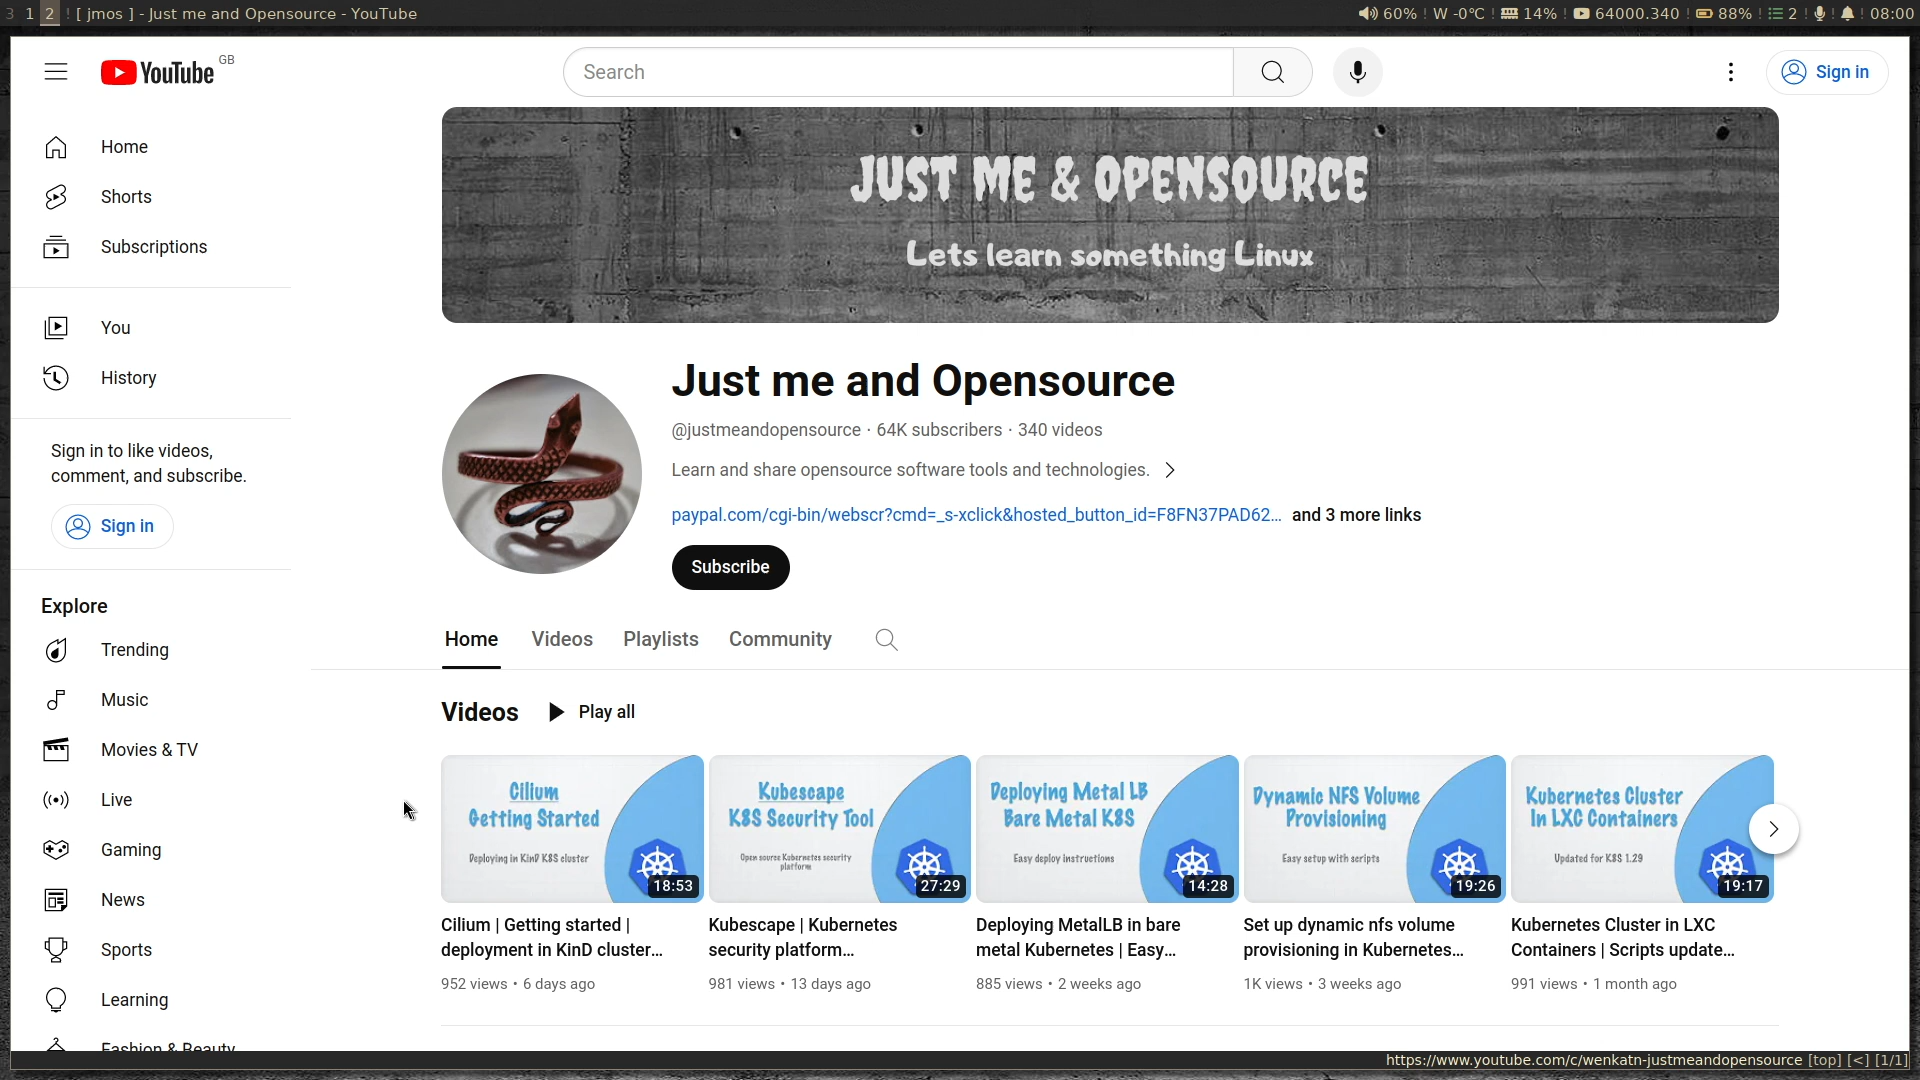 3 1 2 ! [ jmos ] - Just me and Opensource - YouTube
60% ! W -0°C ! 14% ! 64000.340 ! 88% ! 2 ! ! ! 08:00
YouTube GB
Search
Sign in
Home
Shorts
Subscriptions
You
History
Sign in to like videos,
comment, and subscribe.
Sign in
Explore
Trending
Music
Movies & TV
Live
Gaming
News
Sports
Learning
Fashion & Beauty
JUST ME & OPENSOURCE
Lets learn something Linux
Just me and Opensource
@justmeandopensource · 64K subscribers · 340 videos
Learn and share opensource software tools and technologies.
paypal.com/cgi-bin/webscr?cmd=_s-xclick&hosted_button_id=F8FN37PAD62... and 3 more links
Subscribe
Home Videos Playlists Community
Videos Play all
Cilium
Getting Started
Deploying in KinD K8S cluster
18:53
Cilium | Getting started |
deployment in KinD cluster...
952 views • 6 days ago
Kubescape
K8S Security Tool
Open source Kubernetes security
platform
27:29
Kubescape | Kubernetes
security platform...
981 views • 13 days ago
Deploying Metal LB
Bare Metal K8S
Easy deploy instructions
14:28
Deploying MetalLB in bare
metal Kubernetes | Easy...
885 views • 2 weeks ago
Dynamic NFS Volume
Provisioning
Easy setup with scripts
19:26
Set up dynamic nfs volume
provisioning in Kubernetes...
1K views • 3 weeks ago
Kubernetes Cluster
In LXC Containers
Updated for K8S 1.29
19:17
Kubernetes Cluster in LXC
Containers | Scripts update...
991 views • 1 month ago
https://www.youtube.com/c/wenkatn-justmeandopensource [top] [<] [1/1]